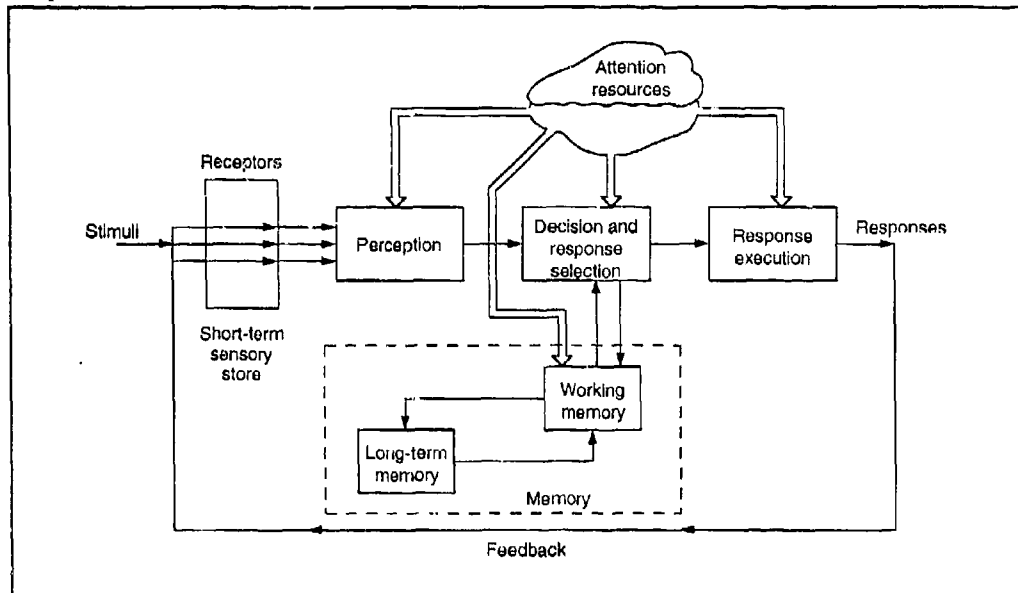 Attention
resources
Receptors
Stimuli
Perception
Decision and
response
selection
Response
execution
Responses
Short-term
sensory
store
Working
memory
Long-term
memory
Memory
Feedback